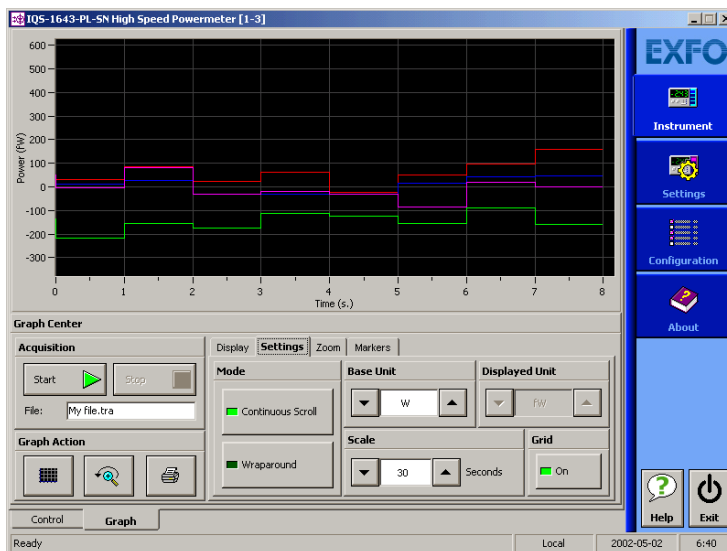 IQS-1643-PL-SN High Speed Powermeter [1-3]
EXFO
600
500
400
300
200
100
0
-100
-200
-300
Power (fW)
0 1 2 3 4 5 6 7 8
Time (s.)
Instrument
Settings
Configuration
About
Graph Center
Acquisition
Start Stop
File: My file.tra
Graph Action
Display Settings Zoom Markers
Mode
Continuous Scroll
Wraparound
Base Unit
W
Displayed Unit
fW
Scale
30 Seconds
Grid
On
Help Exit
Control Graph
Ready Local 2002-05-02 6:40